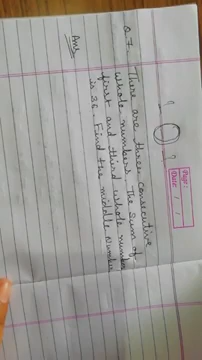 Page:
Date: / /
Q.7. There are three consecutive
whole numbers. The sum of
first and third whole number
is 36. Find the middle number
Ans